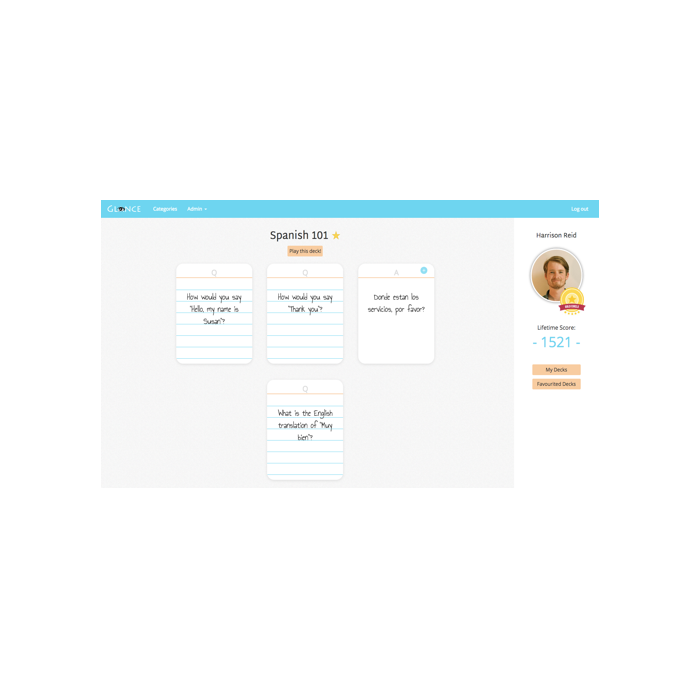 GLANCE Categories Admin Log out
Spanish 101
Play this deck!
Harrison Reid
Q
How would you say
"Hello, my name is
Susan"?
Q
How would you say
"Thank you"?
A
Donde estan los
servicios, por favor?
Q
What is the English
translation of "Muy
bien"?
Lifetime Score:
- 1521 -
My Decks
Favourited Decks